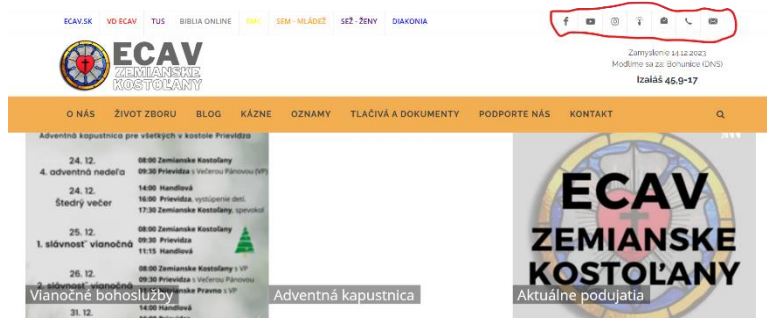 ECAV.SK VD ECAV TUS BIBLIA ONLINE EMC SEM - MLÁDEŽ SEŽ - ŽENY DIAKONIA
ECAV
ZEMIANSKE
KOSTOĽANY
Zamyslenie 14.12.2023
Modlime sa za: Bohunice (DNS)
Izaiáš 45,9-17
O NÁS ŽIVOT ZBORU BLOG KÁZNE OZNAMY TLAČIVÁ A DOKUMENTY PODPORTE NÁS KONTAKT
Adventná kapustnica pre všetkých v kostole Prievidza
24. 12.
4. adventná nedeľa
08:00 Zemianske Kostoľany
09:30 Prievidza s Večerou Pánovou (VP)
24. 12.
Štedrý večer
14:00 Handlová
16:00 Prievidza, vystúpenie detí.
17:30 Zemianske Kostoľany, spevokol
25. 12.
1. slávnosť vianočná
08:00 Zemianske Kostoľany
09:30 Prievidza
11:15 Handlová
26. 12.
2. slávnosť vianočná
08:00 Zemianske Kostoľany s VP
09:30 Prievidza s Večerou Pánovou
Zemianske Pravno s VP
31. 12.
14:00 Handlová
Vianočné bohoslužby
Adventná kapustnica
ECAV
ZEMIANSKE
KOSTOĽANY
Aktuálne podujatia